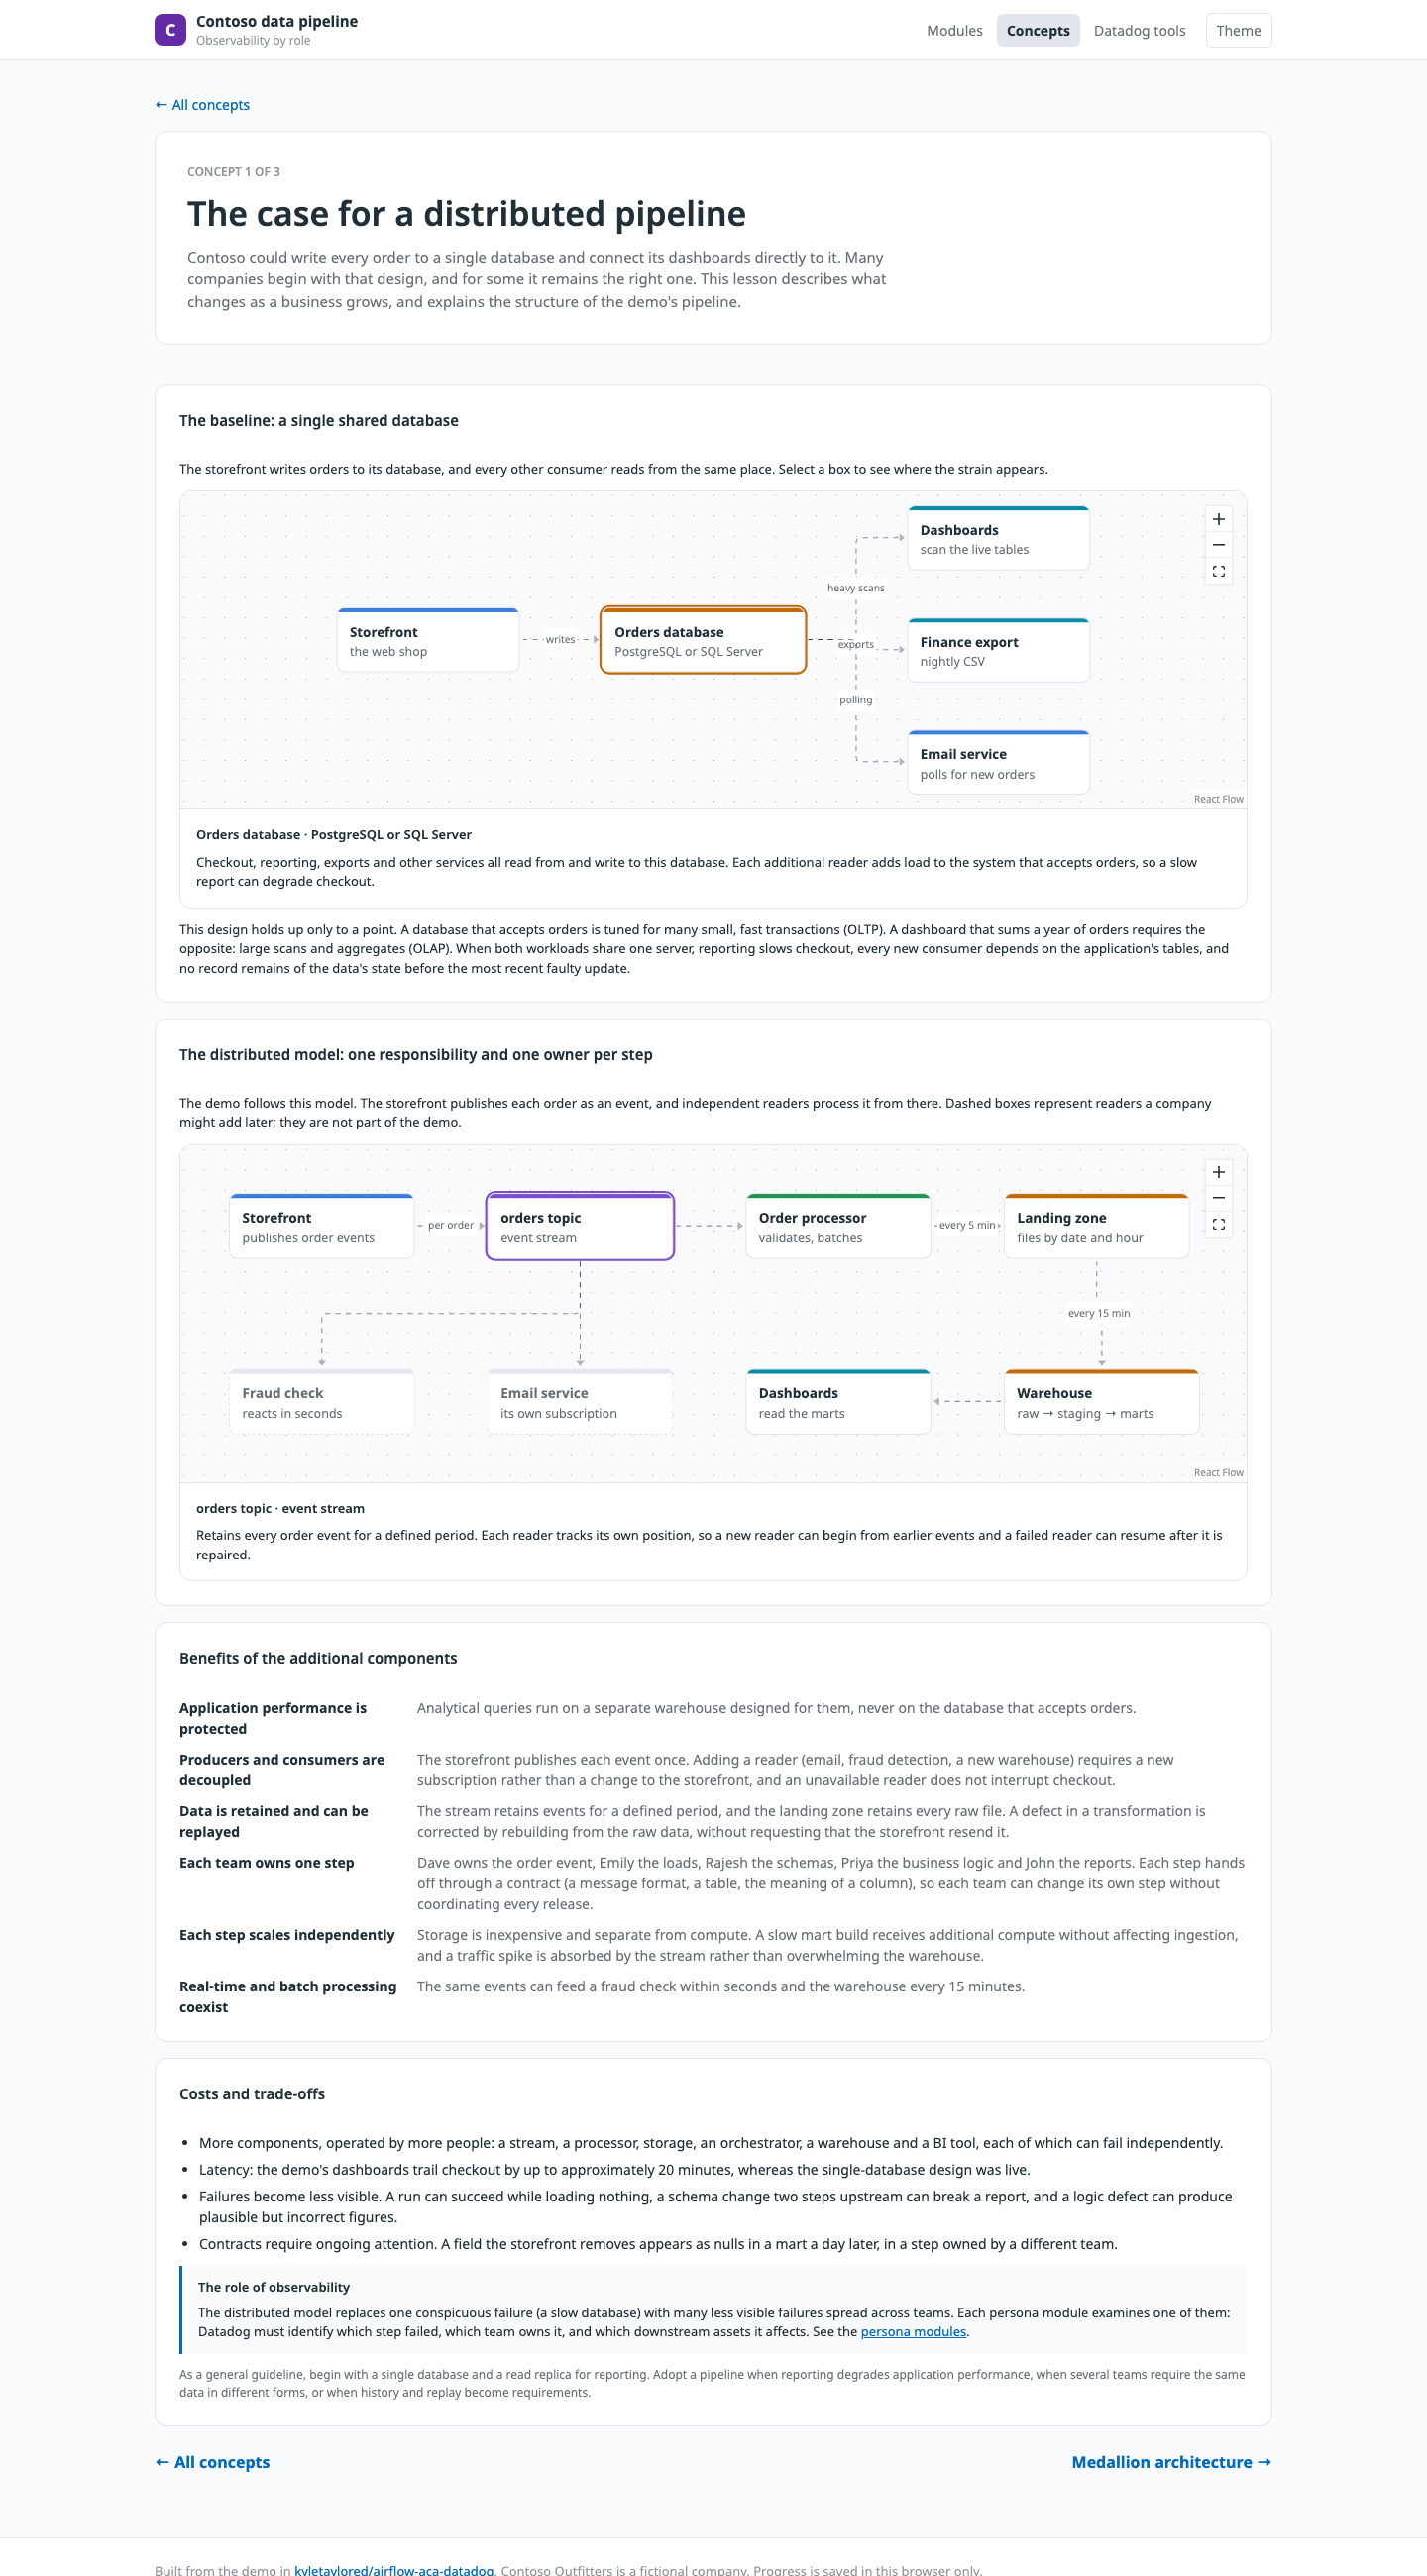 C
Contoso data pipeline
Observability by role
Modules
Concepts
Datadog tools
Theme
← All concepts
CONCEPT 1 OF 3
The case for a distributed pipeline
Contoso could write every order to a single database and connect its dashboards directly to it. Many
companies begin with that design, and for some it remains the right one. This lesson describes what
changes as a business grows, and explains the structure of the demo's pipeline.
The baseline: a single shared database
The storefront writes orders to its database, and every other consumer reads from the same place. Select a box to see where the strain appears.
Dashboards
scan the live tables
heavy scans
Storefront
the web shop
writes
Orders database
PostgreSQL or SQL Server
exports
Finance export
nightly CSV
polling
Email service
polls for new orders
React Flow
Orders database · PostgreSQL or SQL Server
Checkout, reporting, exports and other services all read from and write to this database. Each additional reader adds load to the system that accepts orders, so a slow
report can degrade checkout.
This design holds up only to a point. A database that accepts orders is tuned for many small, fast transactions (OLTP). A dashboard that sums a year of orders requires the
opposite: large scans and aggregates (OLAP). When both workloads share one server, reporting slows checkout, every new consumer depends on the application's tables, and
no record remains of the data's state before the most recent faulty update.
The distributed model: one responsibility and one owner per step
The demo follows this model. The storefront publishes each order as an event, and independent readers process it from there. Dashed boxes represent readers a company
might add later; they are not part of the demo.
Storefront
publishes order events
per order
orders topic
event stream
Order processor
validates, batches
every 5 min
Landing zone
files by date and hour
every 15 min
Fraud check
reacts in seconds
Email service
its own subscription
Dashboards
read the marts
Warehouse
raw → staging → marts
React Flow
orders topic · event stream
Retains every order event for a defined period. Each reader tracks its own position, so a new reader can begin from earlier events and a failed reader can resume after it is
repaired.
Benefits of the additional components
Application performance is
protected
Analytical queries run on a separate warehouse designed for them, never on the database that accepts orders.
Producers and consumers are
decoupled
The storefront publishes each event once. Adding a reader (email, fraud detection, a new warehouse) requires a new
subscription rather than a change to the storefront, and an unavailable reader does not interrupt checkout.
Data is retained and can be
replayed
The stream retains events for a defined period, and the landing zone retains every raw file. A defect in a transformation is
corrected by rebuilding from the raw data, without requesting that the storefront resend it.
Each team owns one step
Dave owns the order event, Emily the loads, Rajesh the schemas, Priya the business logic and John the reports. Each step hands
off through a contract (a message format, a table, the meaning of a column), so each team can change its own step without
coordinating every release.
Each step scales independently
Storage is inexpensive and separate from compute. A slow mart build receives additional compute without affecting ingestion,
and a traffic spike is absorbed by the stream rather than overwhelming the warehouse.
Real-time and batch processing
coexist
The same events can feed a fraud check within seconds and the warehouse every 15 minutes.
Costs and trade-offs
• More components, operated by more people: a stream, a processor, storage, an orchestrator, a warehouse and a BI tool, each of which can fail independently.
• Latency: the demo's dashboards trail checkout by up to approximately 20 minutes, whereas the single-database design was live.
• Failures become less visible. A run can succeed while loading nothing, a schema change two steps upstream can break a report, and a logic defect can produce
plausible but incorrect figures.
• Contracts require ongoing attention. A field the storefront removes appears as nulls in a mart a day later, in a step owned by a different team.
The role of observability
The distributed model replaces one conspicuous failure (a slow database) with many less visible failures spread across teams. Each persona module examines one of them:
Datadog must identify which step failed, which team owns it, and which downstream assets it affects. See the persona modules.
As a general guideline, begin with a single database and a read replica for reporting. Adopt a pipeline when reporting degrades application performance, when several teams require the same
data in different forms, or when history and replay become requirements.
← All concepts
Medallion architecture →
Built from the demo in kyletaylored/airflow-aca-datadog. Contoso Outfitters is a fictional company. Progress is saved in this browser only.